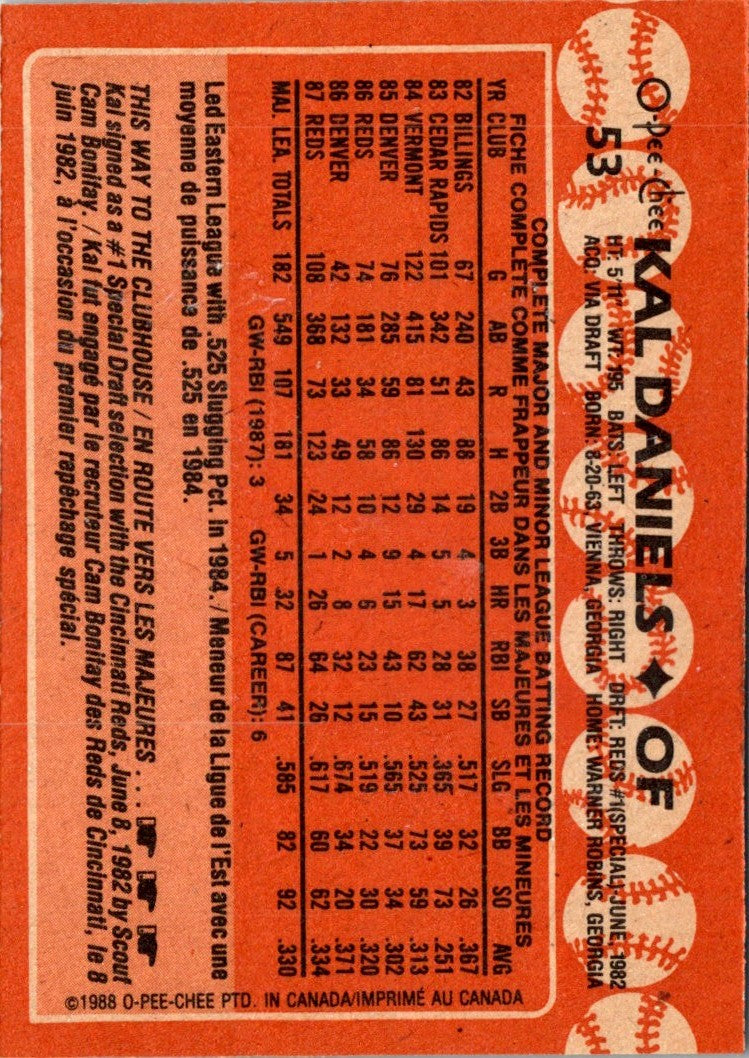 O-Pee-Chee
53
KAL DANIELS ◆ OF
HT: 5'11" WT: 195 BATS: LEFT THROWS: RIGHT DRFT: REDS #1(SPECIAL)-JUNE, 1982
ACQ: VIA DRAFT BORN: 8-20-63, VIENNA, GEORGIA HOME: WARNER ROBINS, GEORGIA
COMPLETE MAJOR AND MINOR LEAGUE BATTING RECORD
FICHE COMPLÈTE COMME FRAPPEUR DANS LES MAJEURES ET LES MINEURES
YR CLUB G AB R H 2B 3B HR RBI SB SLG BB SO AVG
82 BILLINGS 67 240 43 88 19 4 3 38 27 .517 32 26 .367
83 CEDAR RAPIDS 101 342 51 86 14 5 5 28 31 .365 39 73 .251
84 VERMONT 122 415 81 130 29 4 17 62 43 .525 73 59 .313
85 DENVER 76 285 59 86 12 9 15 43 10 .565 37 34 .302
86 REDS 74 181 34 58 10 4 6 23 15 .519 22 30 .320
86 DENVER 42 132 33 49 12 2 8 32 12 .674 34 20 .371
87 REDS 108 368 73 123 24 1 26 64 26 .617 60 62 .334
MAJ. LEA. TOTALS 182 549 107 181 34 5 32 87 41 .585 82 92 .330
GW-RBI (1987): 3 GW-RBI (CAREER): 6
Led Eastern League with .525 Slugging Pct. in 1984./Meneur de la Ligue de l'Est avec une
moyenne de puissance de .525 en 1984.
THIS WAY TO THE CLUBHOUSE / EN ROUTE VERS LES MAJEURES . . .
Kal signed as a #1 Special Draft selection with the Cincinnati Reds, June 8, 1982 by Scout
Cam Bonifay./Kal fut engagé par le recruteur Cam Bonifay des Reds de Cincinnati, le 8
juin 1982, à l'occasion du premier repêchage spécial.
©1988 O-PEE-CHEE PTD. IN CANADA/IMPRIMÉ AU CANADA